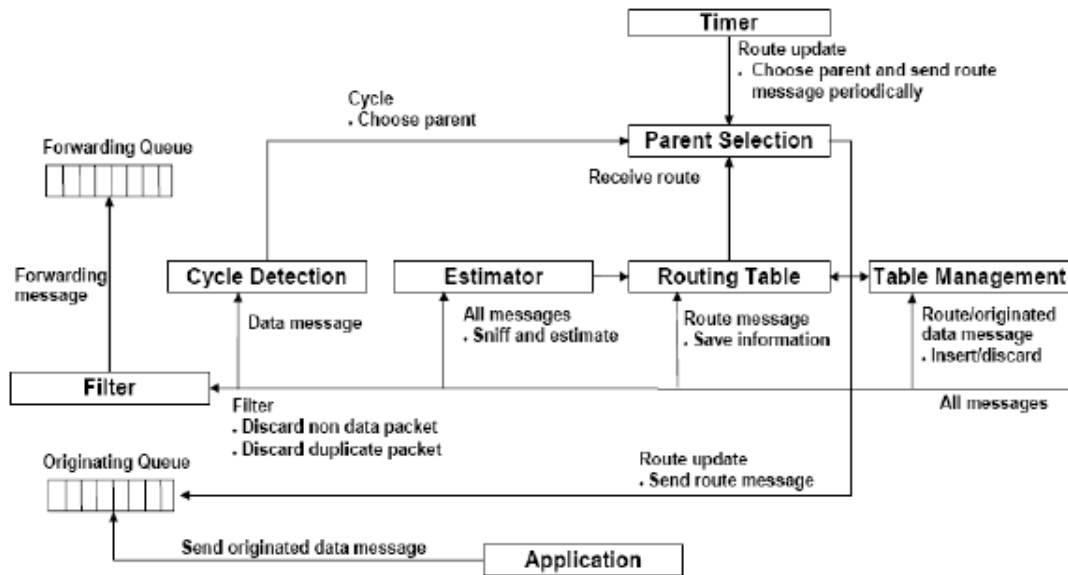 Timer
Route update
. Choose parent and send route
message periodically
Cycle
. Choose parent
Parent Selection
Forwarding Queue
Receive route
Forwarding
message
Cycle Detection
Estimator
Routing Table
Table Management
Data message
All messages
. Sniff and estimate
Route message
. Save information
Route/originated
data message
. Insert/discard
Filter
All messages
Filter
. Discard non data packet
. Discard duplicate packet
Originating Queue
Route update
. Send route message
Send originated data message
Application